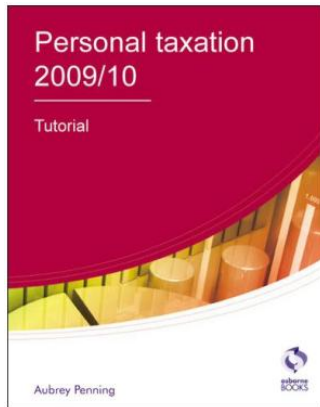 Personal taxation
2009/10
Tutorial
Aubrey Penning
osborne
BOOKS